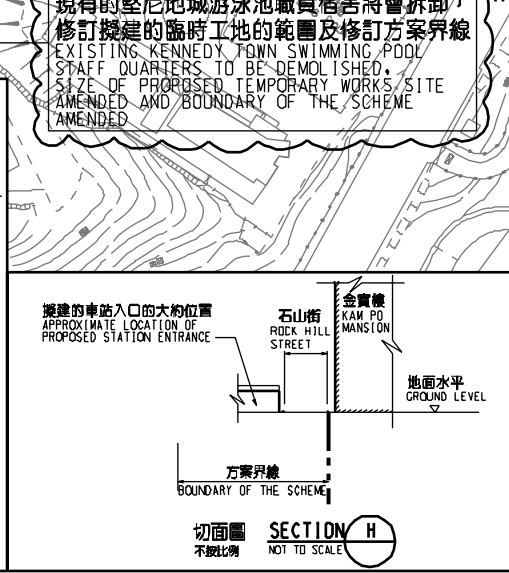 現有的堅尼地城游泳池職員宿舍將會拆卸，
修訂擬建的臨時工地的範圍及修訂方案界線
EXISTING KENNEDY TOWN SWIMMING POOL
STAFF QUARTERS TO BE DEMOLISHED,
SIZE OF PROPOSED TEMPORARY WORKS SITE
AMENDED AND BOUNDARY OF THE SCHEME
AMENDED
擬建的車站入口的大約位置
APPROXIMATE LOCATION OF
PROPOSED STATION ENTRANCE
石山街
ROCK HILL
STREET
金寶樓
KAM PO
MANSION
地面水平
GROUND LEVEL
方案界線
BOUNDARY OF THE SCHEME
切面圖 SECTION H
不按比例 NOT TO SCALE